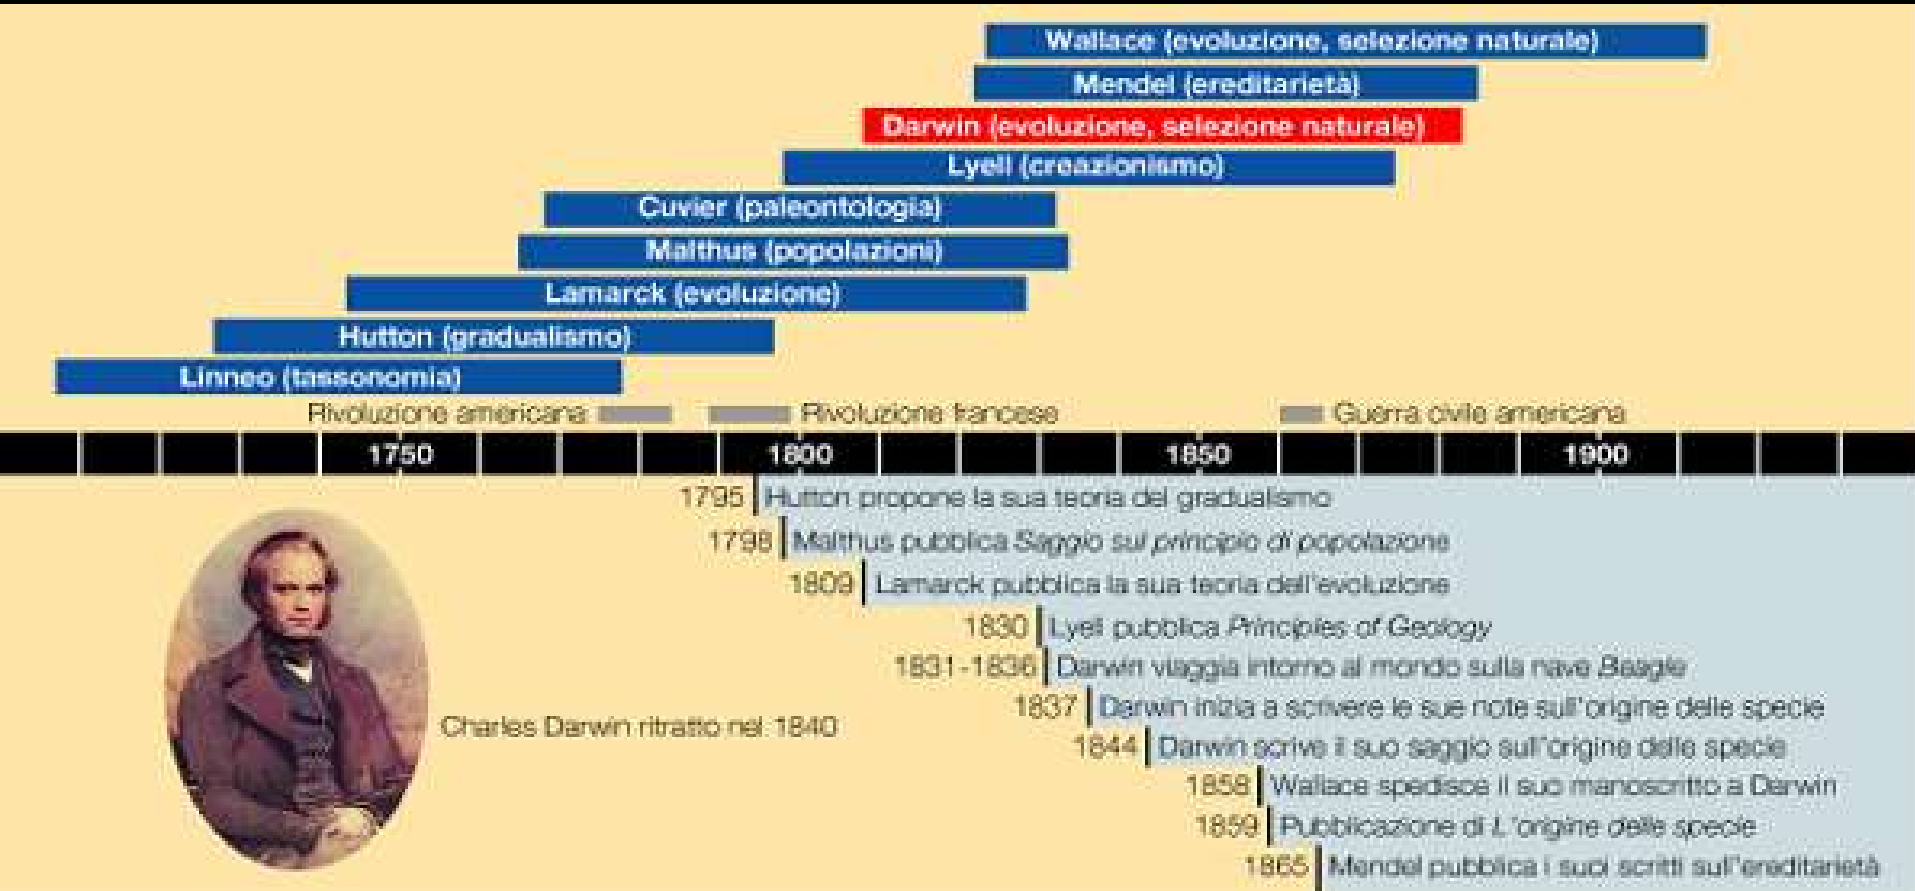 Wallace (evoluzione, selezione naturale)
Mendel (ereditarietà)
Darwin (evoluzione, selezione naturale)
Lyell (creazionismo)
Cuvier (paleontologia)
Malthus (popolazioni)
Lamarck (evoluzione)
Hutton (gradualismo)
Linneo (tassonomia)
Rivoluzione americana Rivoluzione francese Guerra civile americana
1750 1800 1850 1900
1795 Hutton propone la sua teoria del gradualismo
1798 Malthus pubblica Saggio sul principio di popolazione
1809 Lamarck pubblica la sua teoria dell'evoluzione
1830 Lyell pubblica Principles of Geology
1831-1836 Darwin viaggia intorno al mondo sulla nave Beagle
1837 Darwin inizia a scrivere le sue note sull'origine delle specie
Charles Darwin ritratto nel 1840
1844 Darwin scrive il suo saggio sull'origine delle specie
1858 Wallace spedisce il suo manoscritto a Darwin
1859 Pubblicazione di L'origine delle specie
1865 Mendel pubblica i suoi scritti sull'ereditarietà